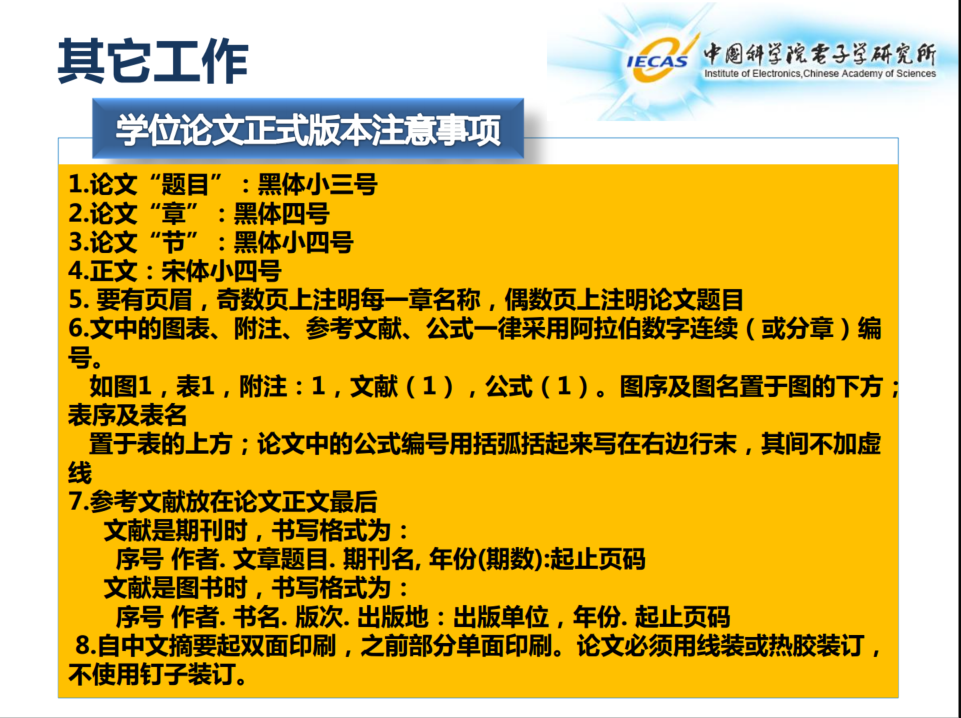 其它工作
IECAS
中国科学院电子学研究所
Institute of Electronics,Chinese Academy of Sciences
学位论文正式版本注意事项
1.论文“题目”:黑体小三号
2.论文“章”:黑体四号
3.论文“节”:黑体小四号
4.正文:宋体小四号
5. 要有页眉,奇数页上注明每一章名称,偶数页上注明论文题目
6.文中的图表、附注、参考文献、公式一律采用阿拉伯数字连续(或分章)编
号。
如图1,表1,附注:1,文献(1),公式(1)。图序及图名置于图的下方;
表序及表名
置于表的上方;论文中的公式编号用括弧括起来写在右边行末,其间不加虚
线
7.参考文献放在论文正文最后
文献是期刊时,书写格式为:
序号 作者. 文章题目. 期刊名, 年份(期数):起止页码
文献是图书时,书写格式为:
序号 作者. 书名. 版次. 出版地:出版单位,年份. 起止页码
8.自中文摘要起双面印刷,之前部分单面印刷。论文必须用线装或热胶装订,
不使用钉子装订。